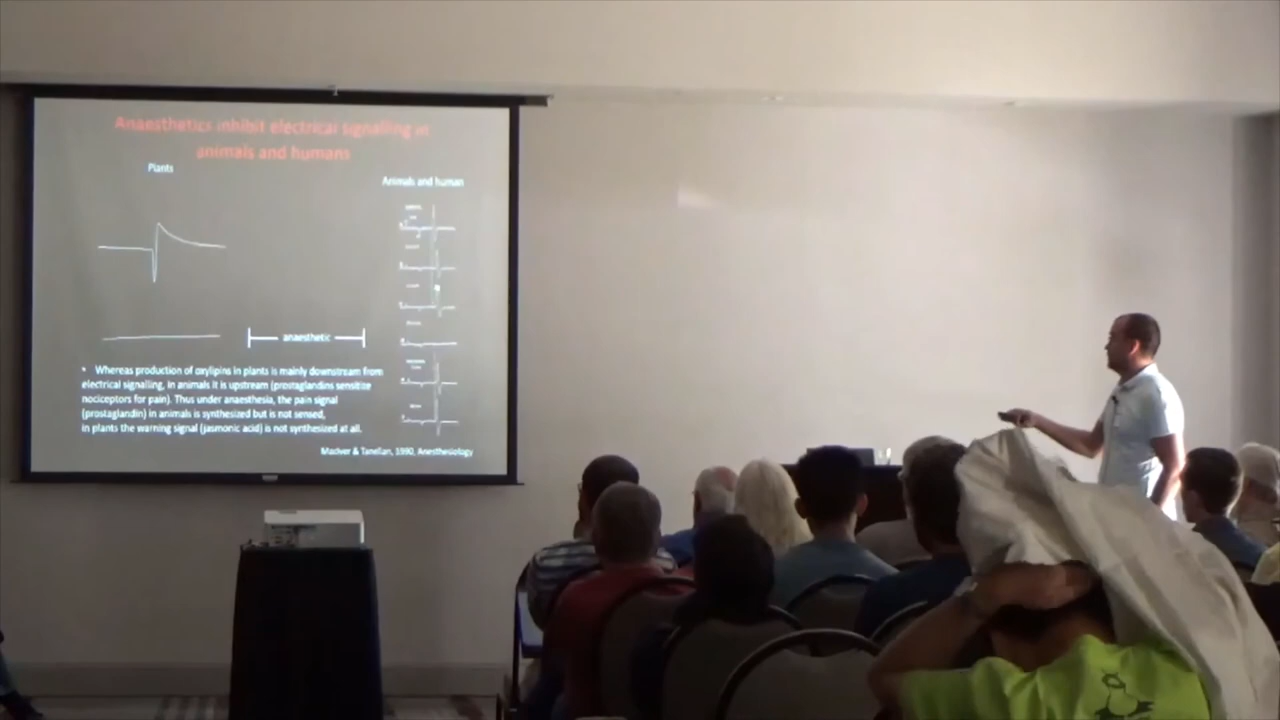 Anaesthetics inhibit electrical signalling in
animals and humans
Plants
Animals and human
anaesthetic
• Whereas production of oxylipins in plants is mainly downstream from
electrical signalling, in animals it is upstream (prostaglandins sensitize
nociceptors for pain). Thus under anaesthesia, the pain signal
(prostaglandin) in animals is synthesized but is not sensed,
in plants the warning signal (jasmonic acid) is not synthesized at all.
MacIver & Tanelian, 1990, Anesthesiology